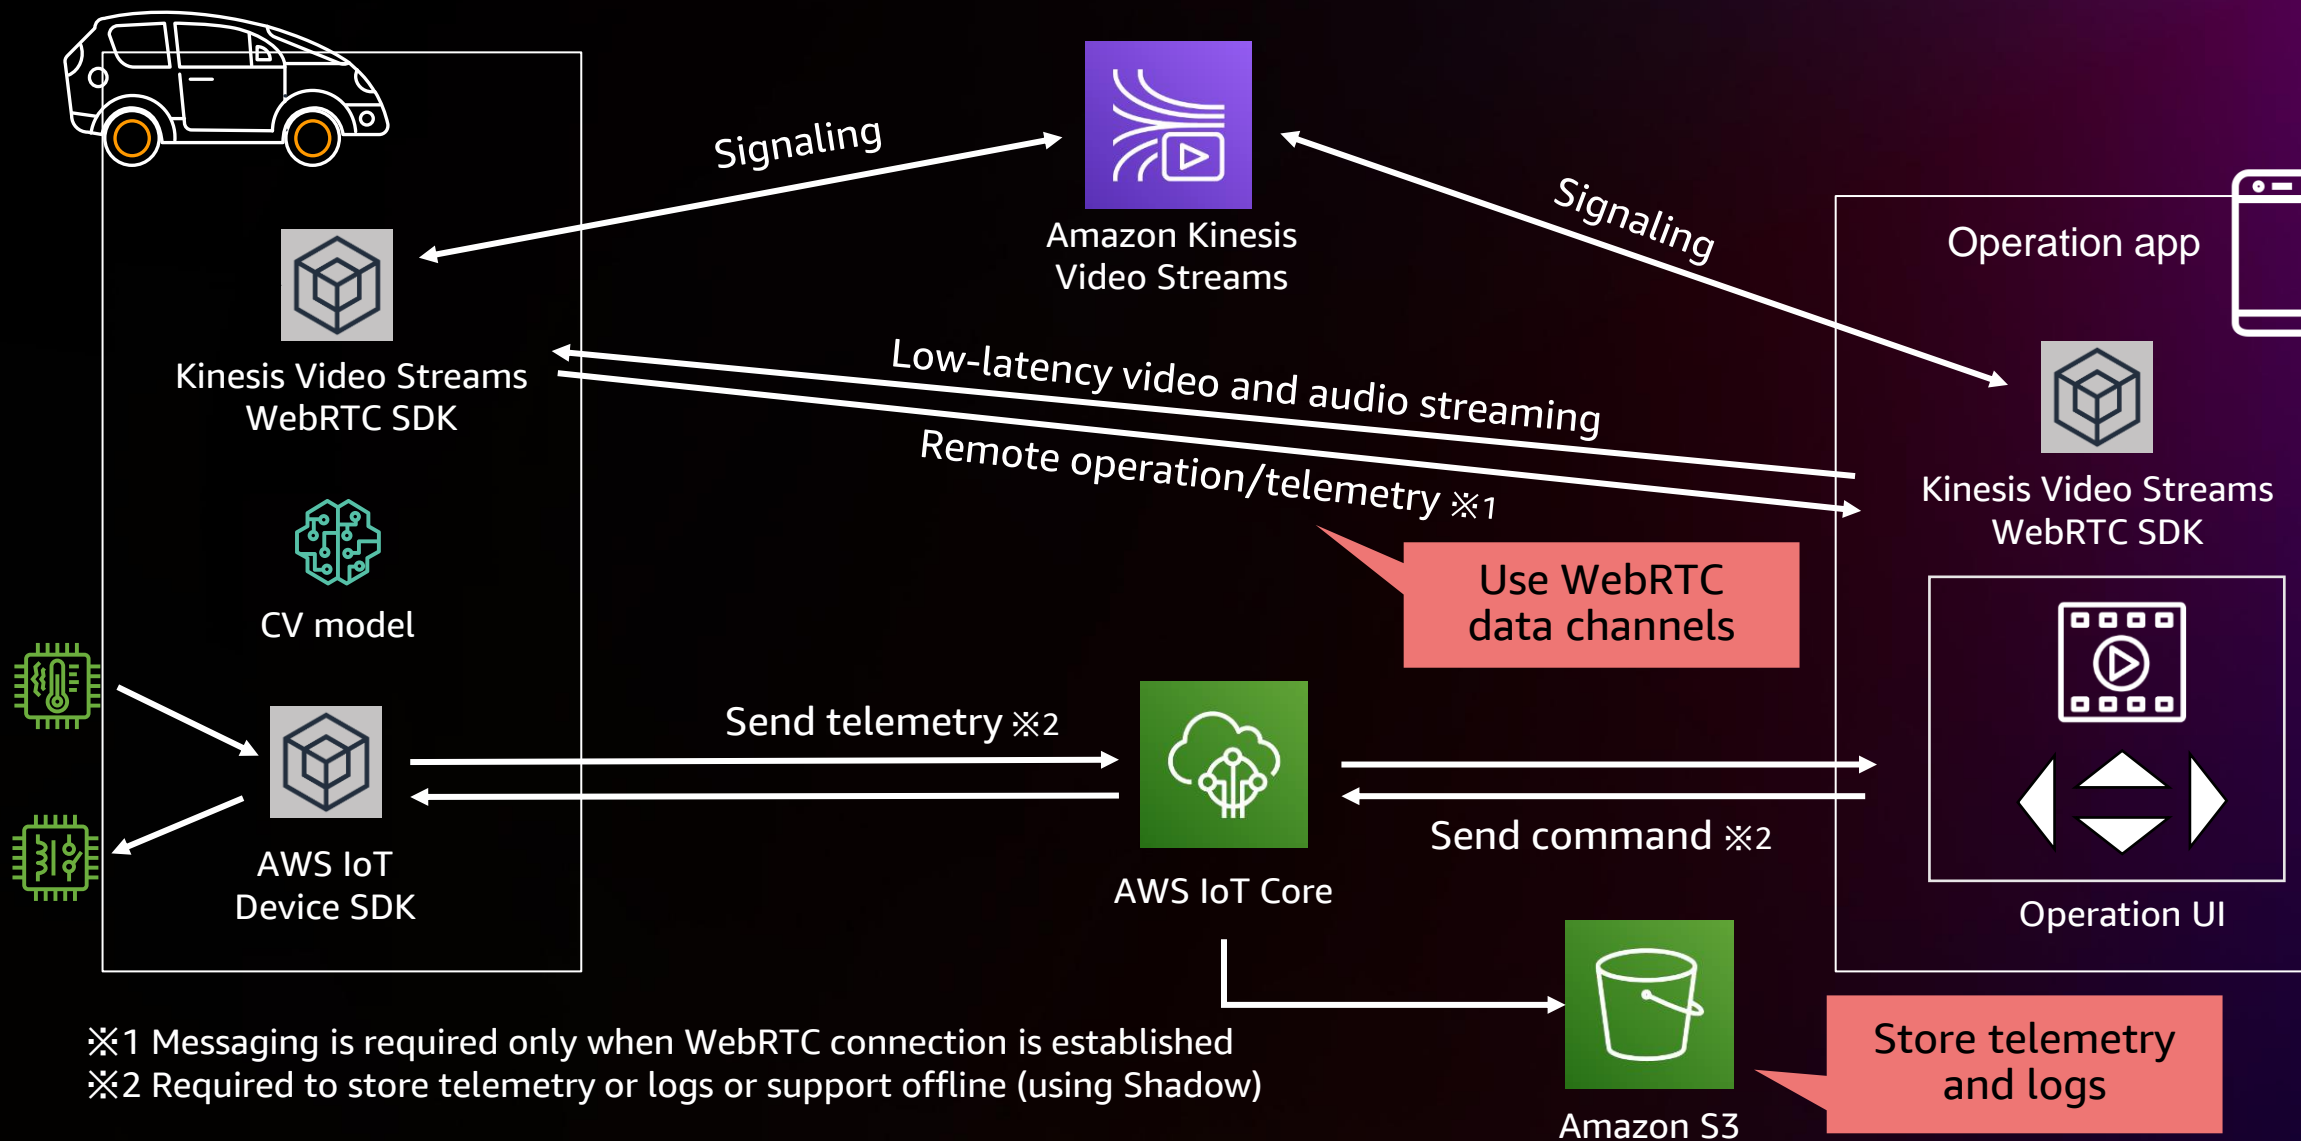 Signaling
Amazon Kinesis
Video Streams
Signaling
Operation app
Kinesis Video Streams
WebRTC SDK
Low-latency video and audio streaming
Remote operation/telemetry ※1
Use WebRTC
data channels
Kinesis Video Streams
WebRTC SDK
CV model
Send telemetry ※2
AWS IoT
Device SDK
AWS IoT Core
Send command ※2
Operation UI
※1 Messaging is required only when WebRTC connection is established
※2 Required to store telemetry or logs or support offline (using Shadow)
Amazon S3
Store telemetry
and logs